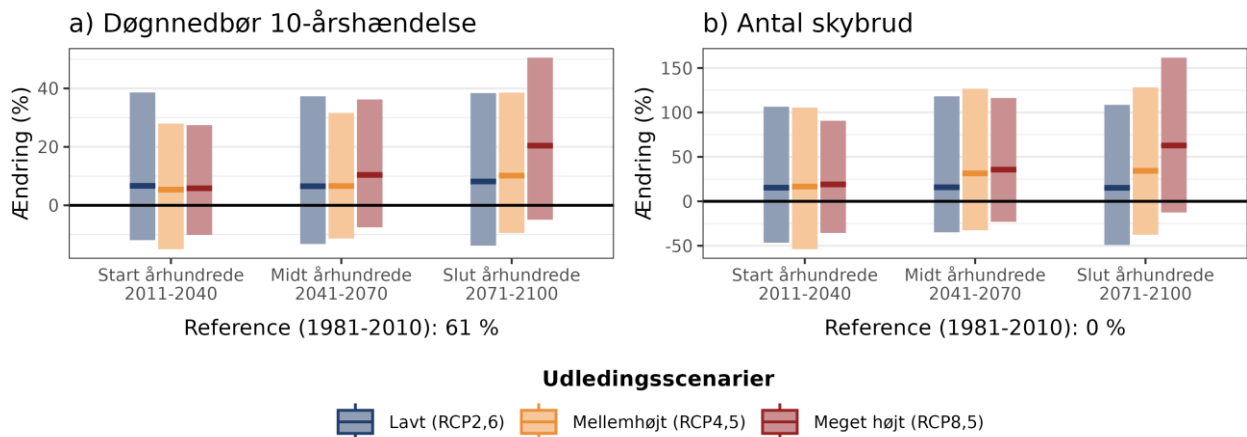 a) Døgnnedbør 10-årshændelse
Ændring (%)
40
20
0
Start århundrede
2011-2040
Midt århundrede
2041-2070
Slut århundrede
2071-2100
Reference (1981-2010): 61 %
b) Antal skybrud
Ændring (%)
150
100
50
0
-50
Start århundrede
2011-2040
Midt århundrede
2041-2070
Slut århundrede
2071-2100
Reference (1981-2010): 0 %
Udledingsscenarier
Lavt (RCP2,6)
Mellemhøjt (RCP4,5)
Meget højt (RCP8,5)